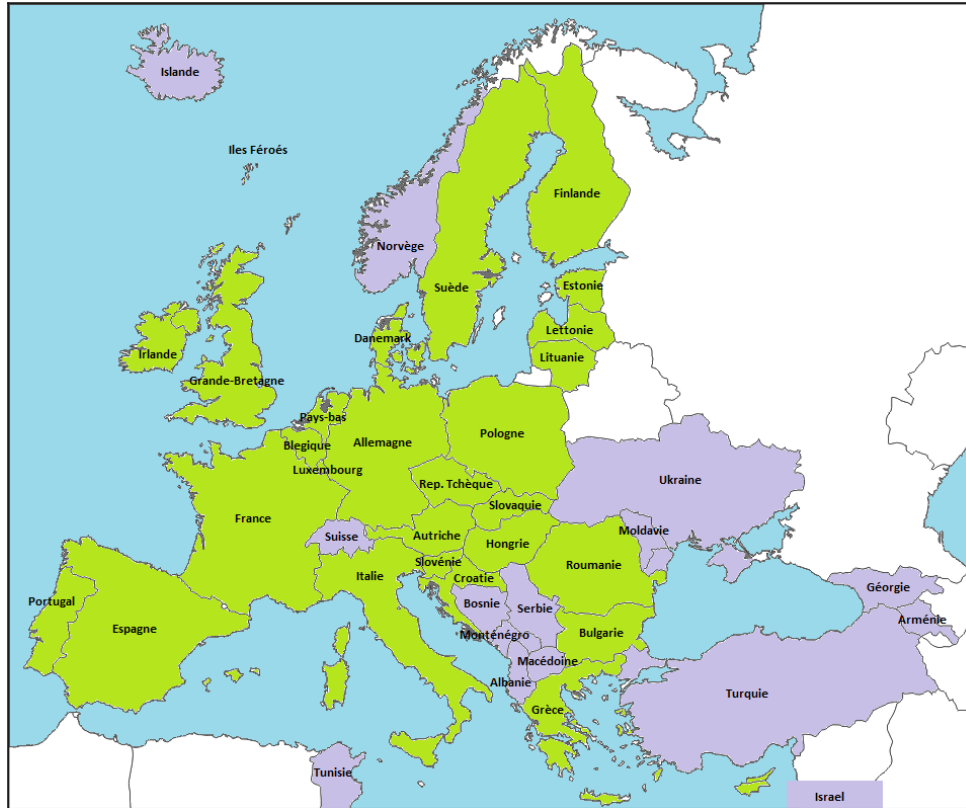 Islande
Iles Féroés
Finlande
Norvège
Suède
Estonie
Lettonie
Danemark
Lituanie
Irlande
Grande-Bretagne
Pays-bas
Pologne
Blegique
Allemagne
Luxembourg
Rep. Tchèque
Ukraine
Slovaquie
France
Suisse
Autriche
Moldavie
Hongrie
Slovénie
Roumanie
Italie
Croatie
Géorgie
Portugal
Bosnie
Serbie
Arménie
Espagne
Monténégro
Bulgarie
Macédoine
Albanie
Turquie
Grèce
Tunisie
Israel